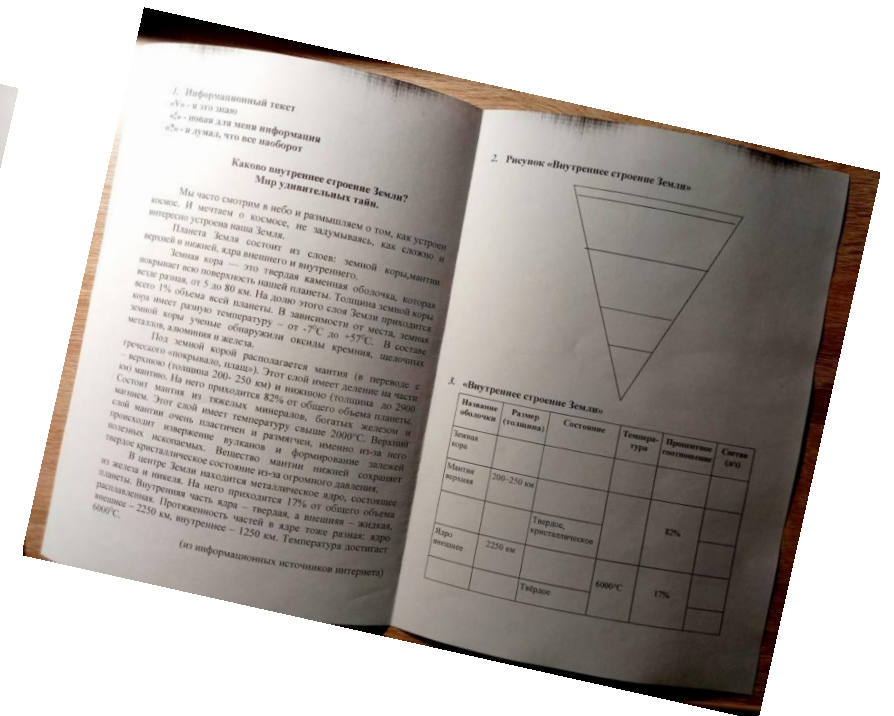 1. Информационный текст
«V» - я это знаю
«!» - новая для меня информация
«?» - я думал, что все наоборот
Каково внутреннее строение Земли?
Мир удивительных тайн.
Мы часто смотрим в небо и размышляем о том, как устроен
космос. И мечтаем о космосе, не задумываясь, как сложно и
интересно устроена наша Земля.
Планета Земля состоит из слоев: земной коры,мантии
верхней и нижней, ядра внешнего и внутреннего.
Земная кора — это твердая каменная оболочка, которая
покрывает всю поверхность нашей планеты. Толщина земной коры
везде разная, от 5 до 80 км. На долю этого слоя Земли приходится
всего 1% объема всей планеты. В зависимости от места, земная
кора имеет разную температуру – от -7⁰С до +57⁰С. В составе
земной коры ученые обнаружили оксиды кремния, щелочных
металлов, алюминия и железа.
Под земной корой располагается мантия (в переводе с
греческого «покрывало, плащ»). Этот слой имеет деление на части
– верхнюю (толщина 200- 250 км) и нижнюю (толщина до 2900
км) мантию. На него приходится 82% от общего объема планеты.
Состоит мантия из тяжелых минералов, богатых железом и
магнием. Этот слой имеет температуру свыше 2000°С. Верхний
слой мантии очень пластичен и размягчен, именно из-за него
происходит извержение вулканов и формирование залежей
полезных ископаемых. Вещество мантии нижней сохраняет
твердое кристаллическое состояние из-за огромного давления.
В центре Земли находится металлическое ядро, состоящее
из железа и никеля. На него приходится 17% от общего объема
планеты. Внутренняя часть ядра – твердая, а внешняя – жидкая,
расплавленная. Протяженность частей в ядре тоже разная: ядро
внешнее – 2250 км, внутреннее – 1250 км. Температура достигает
6000°С.
(из информационных источников интернета)
2. Рисунок «Внутреннее строение Земли»
3. «Внутреннее строение Земли»
Название оболочки Размер (толщина) Состояние Темпера- тура Процентное соотношение Состав (хч)
Земная кора
Мантия верхняя 200–250 км
Твердое, кристаллическое 82%
Ядро внешнее 2250 км
Твёрдое 6000°С 17%